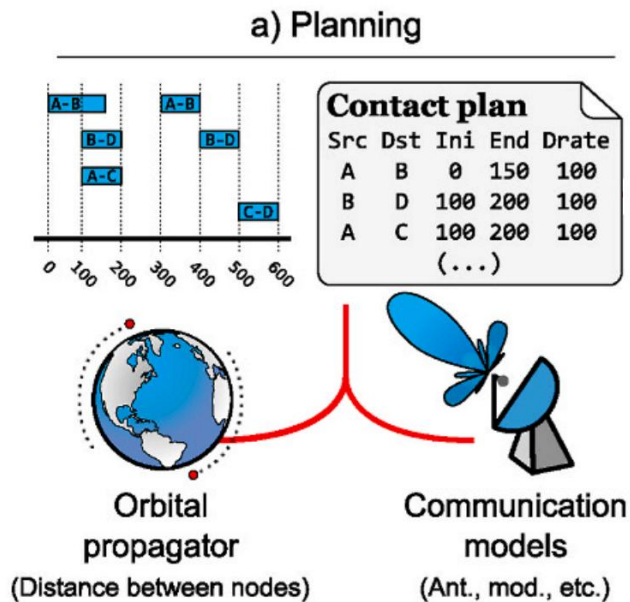 a) Planning
A-B
A-B
B-D
B-D
A-C
C-D
0 100 200 300 400 500 600
Contact plan
Src Dst Ini End Drate
A B 0 150 100
B D 100 200 100
A C 100 200 100
(...)
Orbital
propagator
(Distance between nodes)
Communication
models
(Ant., mod., etc.)